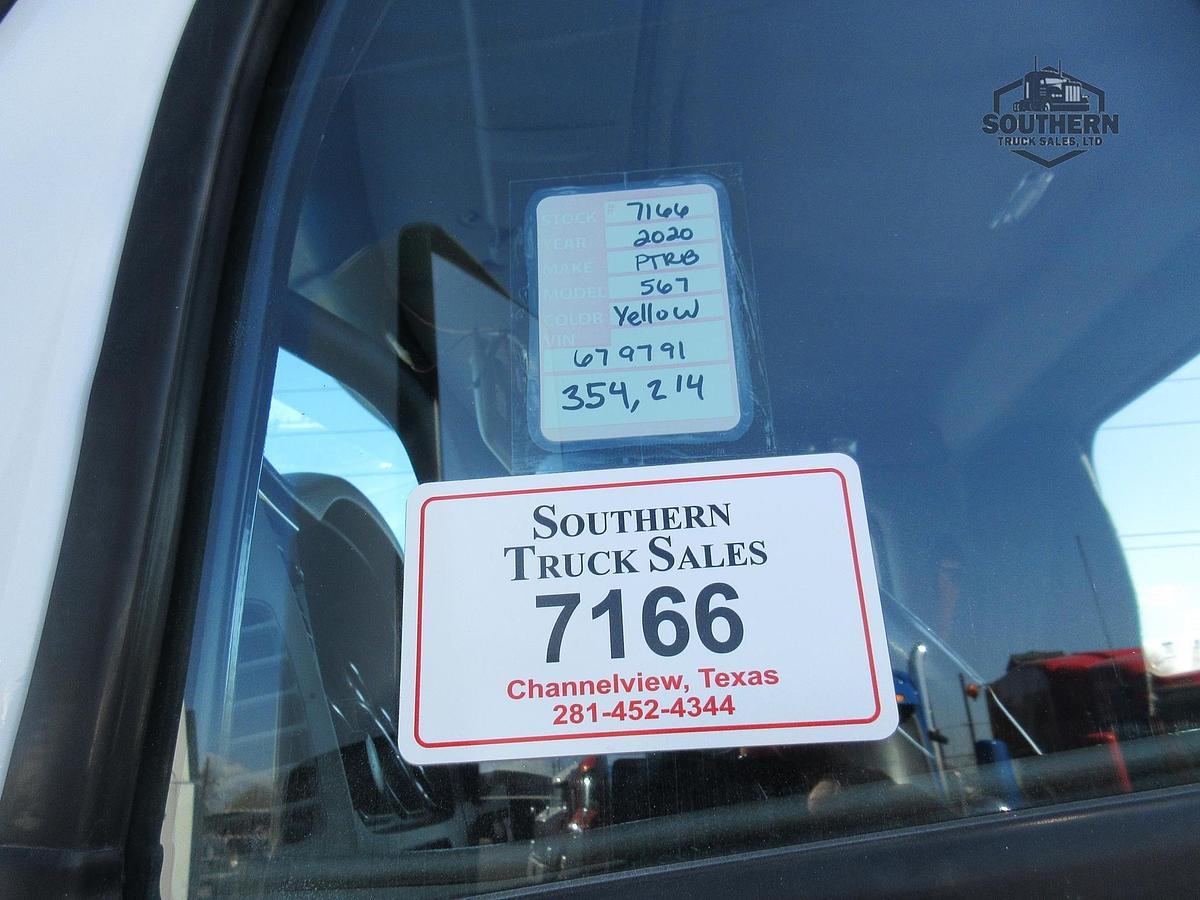 SOUTHERN
TRUCK SALES, LTD
STOCK # 7166
YEAR 2020
MAKE PTRB
MODEL 567
COLOR Yellow
VIN
679791
354,214
SOUTHERN
TRUCK SALES
7166
Channelview, Texas
281-452-4344